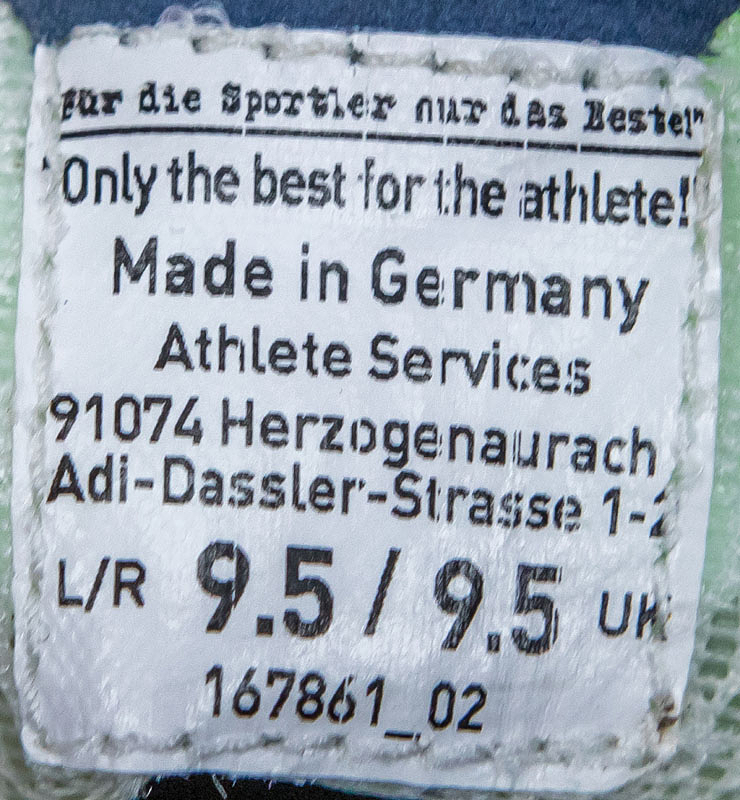 für die Sportler nur das Beste!"
"Only the best for the athlete!"
Made in Germany
Athlete Services
91074 Herzogenaurach
Adi-Dassler-Strasse 1-2
L/R 9.5 / 9.5 UK
167861_02